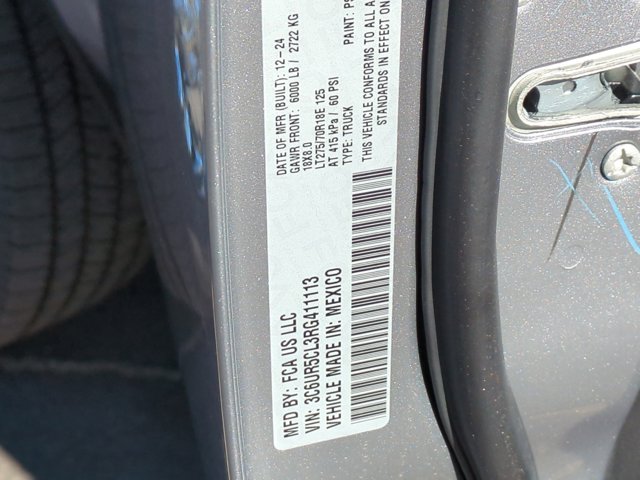 MFD BY: FCA US LLC
VIN: 3C6UR5CL3RG411113
VEHICLE MADE IN: MEXICO
DATE OF MFR (BUILT): 12-24
GAWR FRONT: 6000 LB / 2722 KG
18X8.0
LT275/70R18E 125
AT 415 kPa / 60 PSI
TYPE: TRUCK
PAINT:
THIS VEHICLE CONFORMS TO ALL
STANDARDS IN EFFECT ON